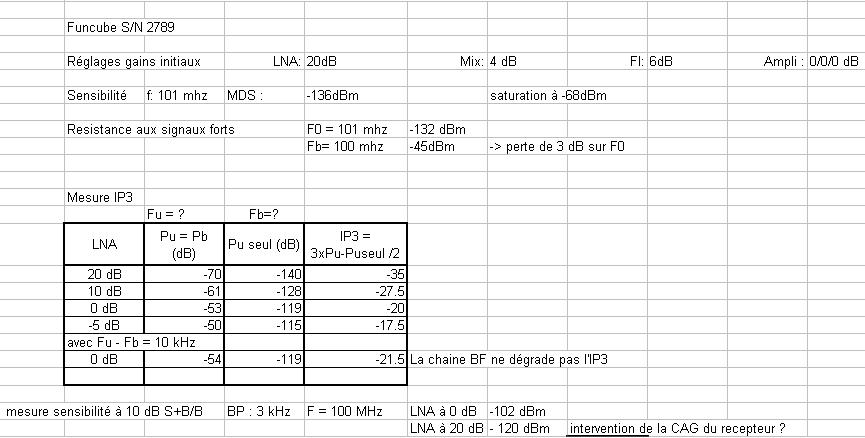 Funcube S/N 2789
Réglages gains initiaux LNA: 20dB Mix: 4 dB FI: 6dB Ampli : 0/0/0 dB
Sensibilité f: 101 mhz MDS : -136dBm saturation à -68dBm
Resistance aux signaux forts F0 = 101 mhz -132 dBm
Fb= 100 mhz -45dBm -> perte de 3 dB sur F0
Mesure IP3
Fu = ? Fb=?
LNA Pu = Pb (dB) Pu seul (dB) IP3 = 3xPu-Puseul /2
20 dB -70 -140 -35
10 dB -61 -128 -27.5
0 dB -53 -119 -20
-5 dB -50 -115 -17.5
avec Fu - Fb = 10 kHz
0 dB -54 -119 -21.5 La chaine BF ne dégrade pas l'IP3
mesure sensibilité à 10 dB S+B/B BP : 3 kHz F = 100 MHz LNA à 0 dB -102 dBm
LNA à 20 dB - 120 dBm intervention de la CAG du recepteur ?